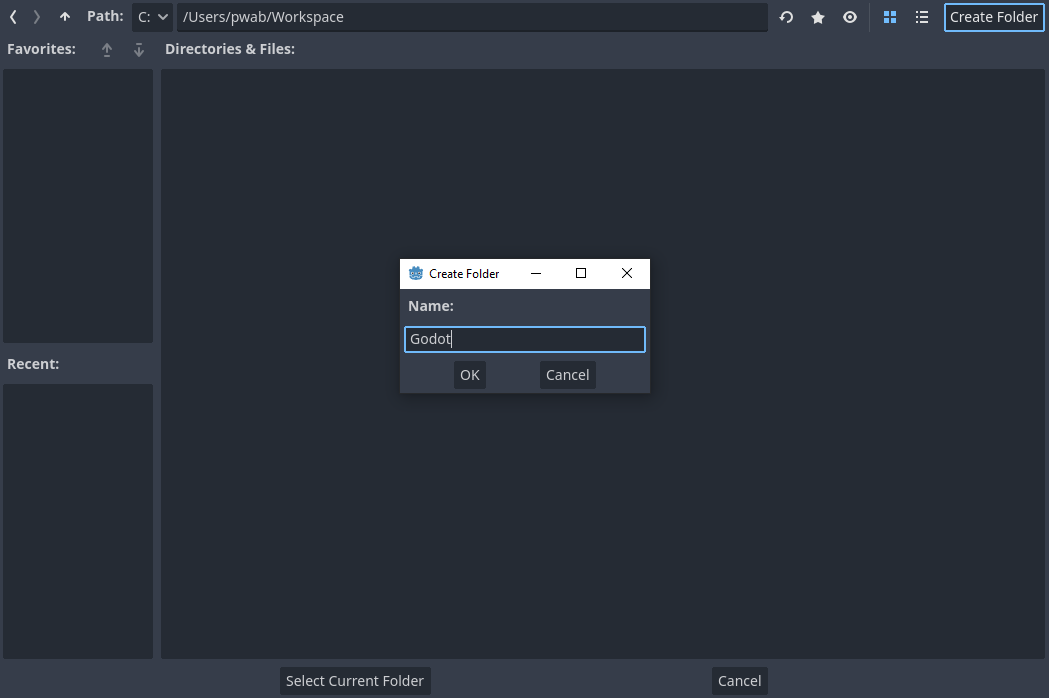 Path: C: /Users/pwab/Workspace Create Folder
Favorites: Directories & Files:
Create Folder
Name:
Godot
OK Cancel
Recent:
Select Current Folder Cancel